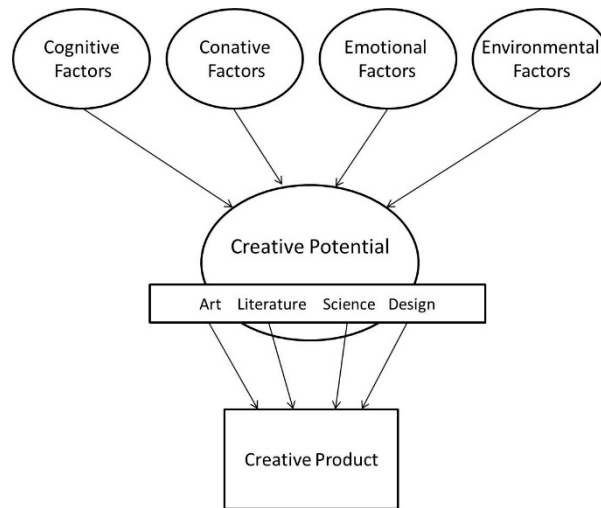 Cognitive
Factors
Conative
Factors
Emotional
Factors
Environmental
Factors
Creative Potential
Art Literature Science Design
Creative Product